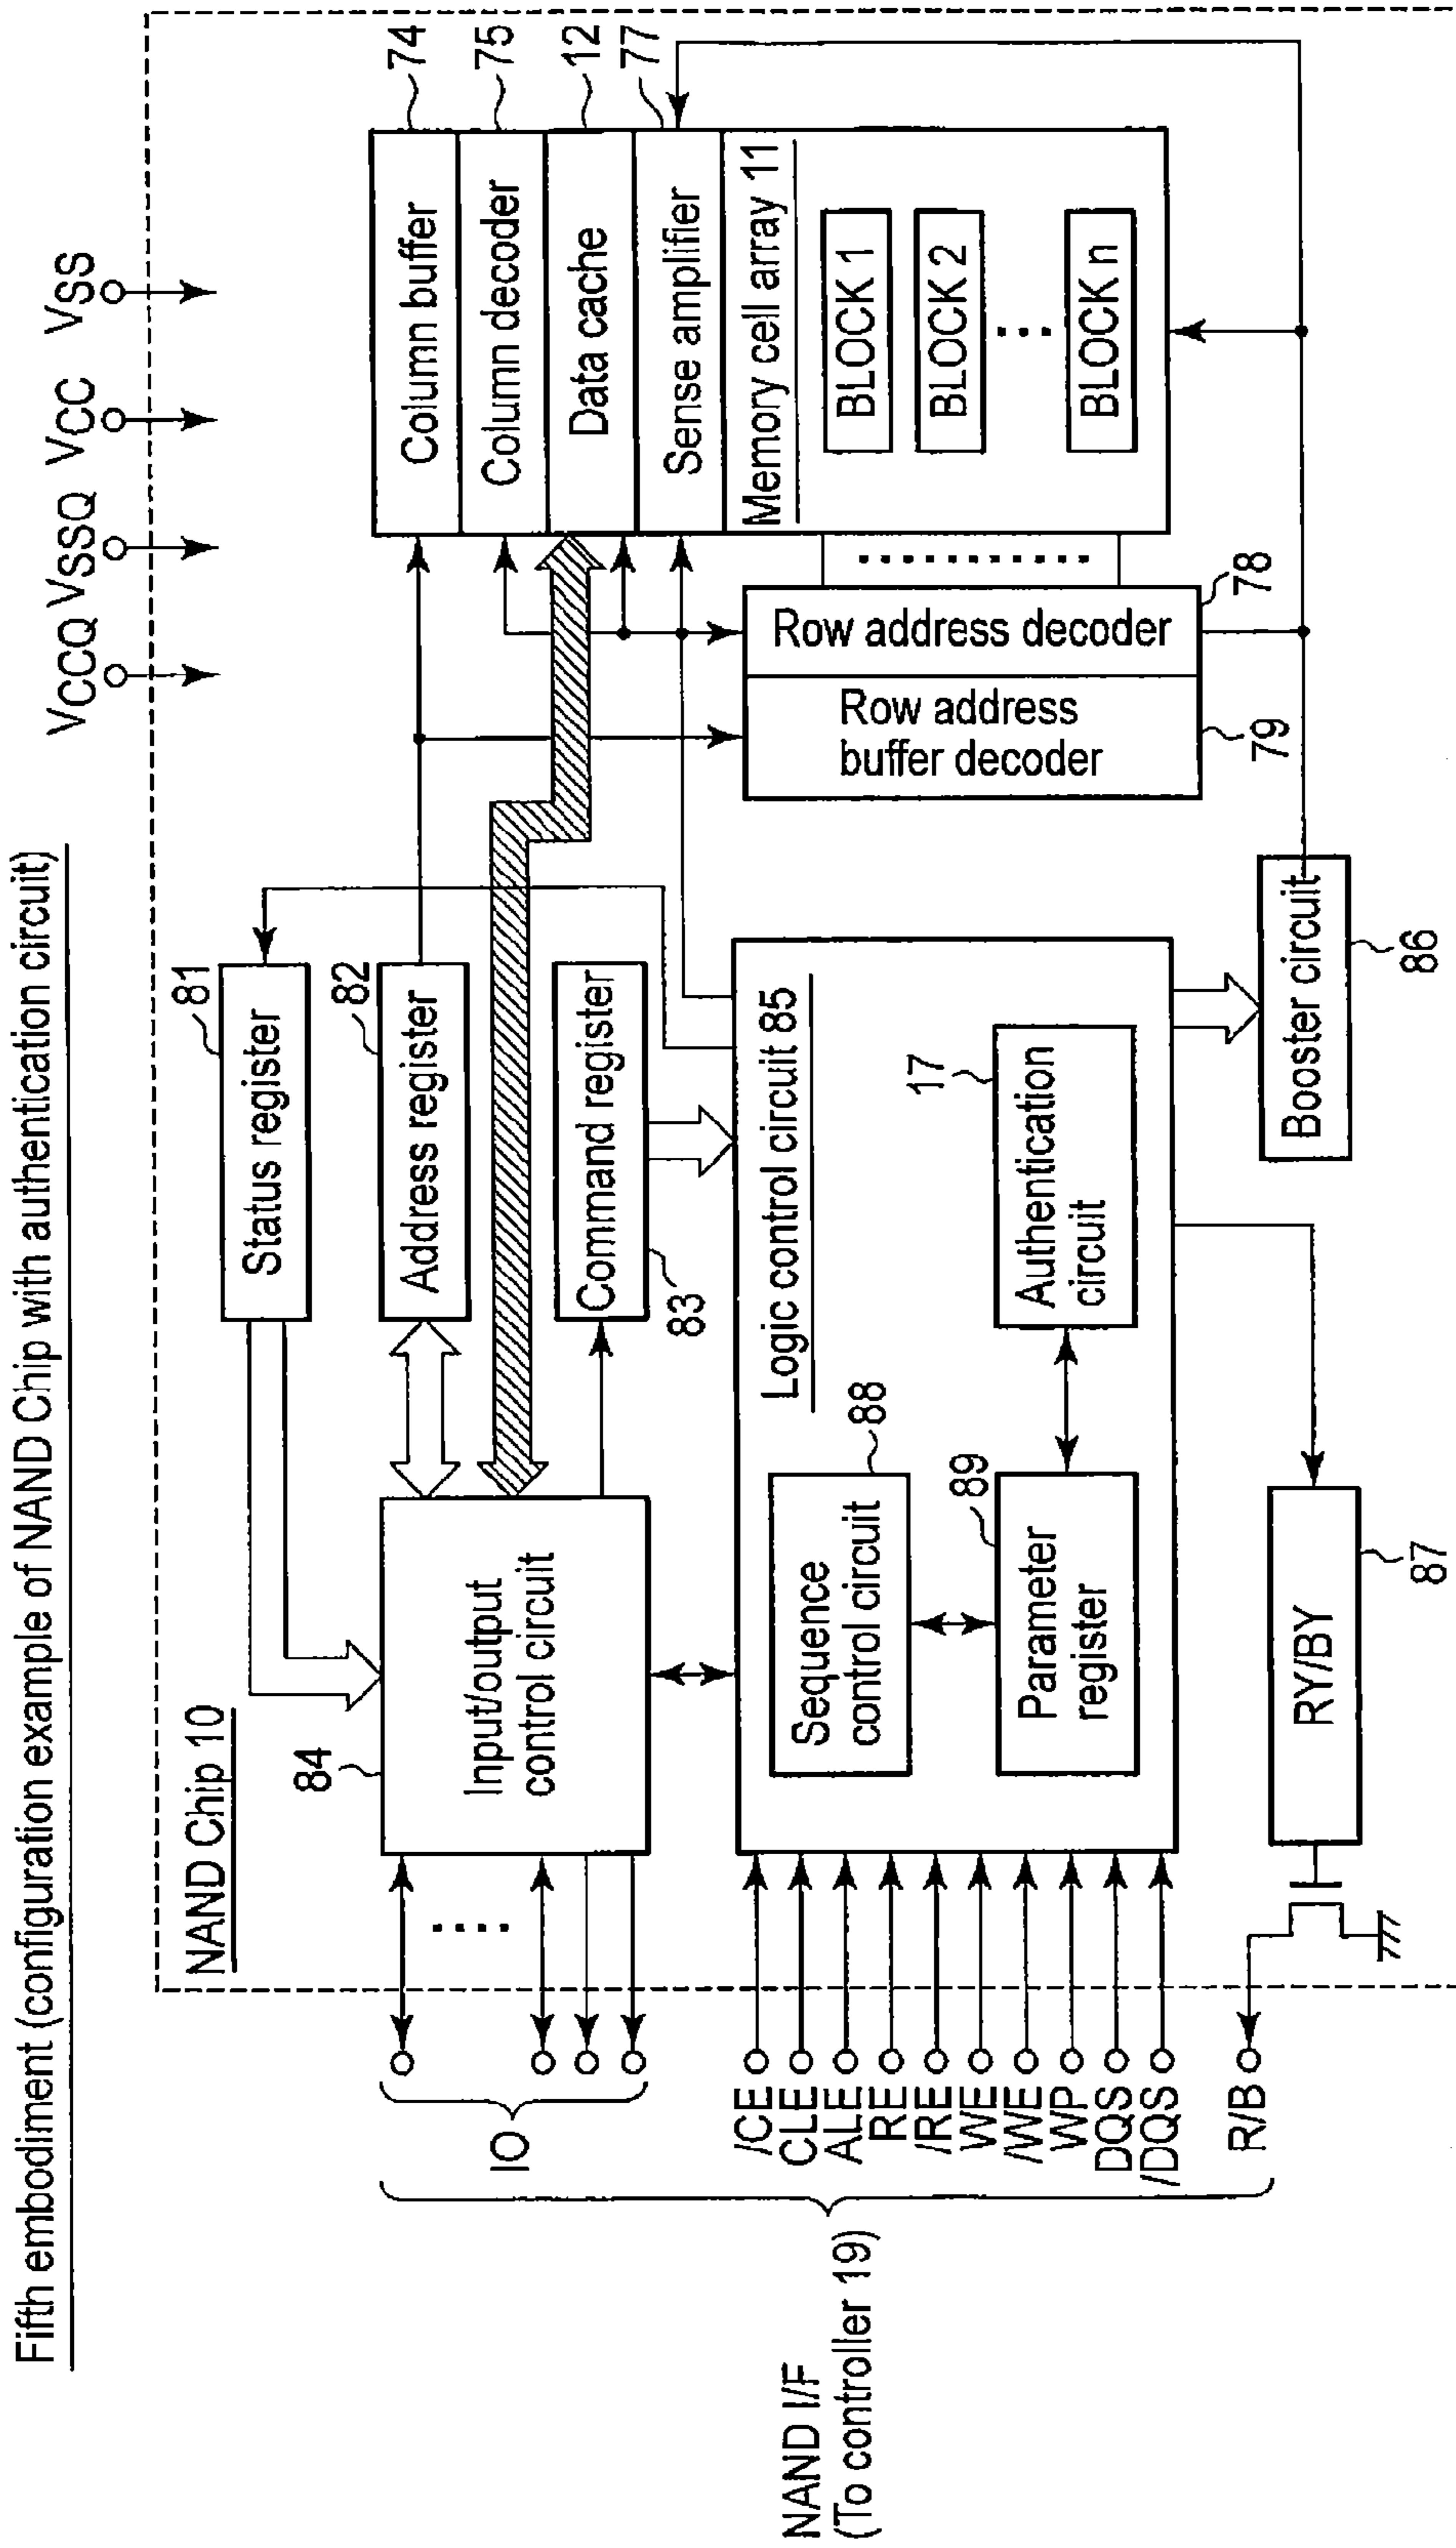 Fifth embodiment (configuration example of NAND Chip with authentication circuit)
VCCQ
VSSQ
VCC
VSS
NAND Chip 10
81
Status register
82
Address register
Command register
83
84
Input/output
control circuit
Column buffer
74
Column decoder
75
Data cache
12
Sense amplifier
77
Memory cell array 11
BLOCK 1
BLOCK 2
BLOCK n
Row address decoder
78
Row address
buffer decoder
79
Logic control circuit 85
Sequence
control circuit
88
Parameter
register
89
Authentication
circuit
17
Booster circuit
86
RY/BY
87
IO
/CE
CLE
ALE
RE
/RE
WE
/WE
WP
DQS
/DQS
R/B
NAND I/F
(To controller 19)